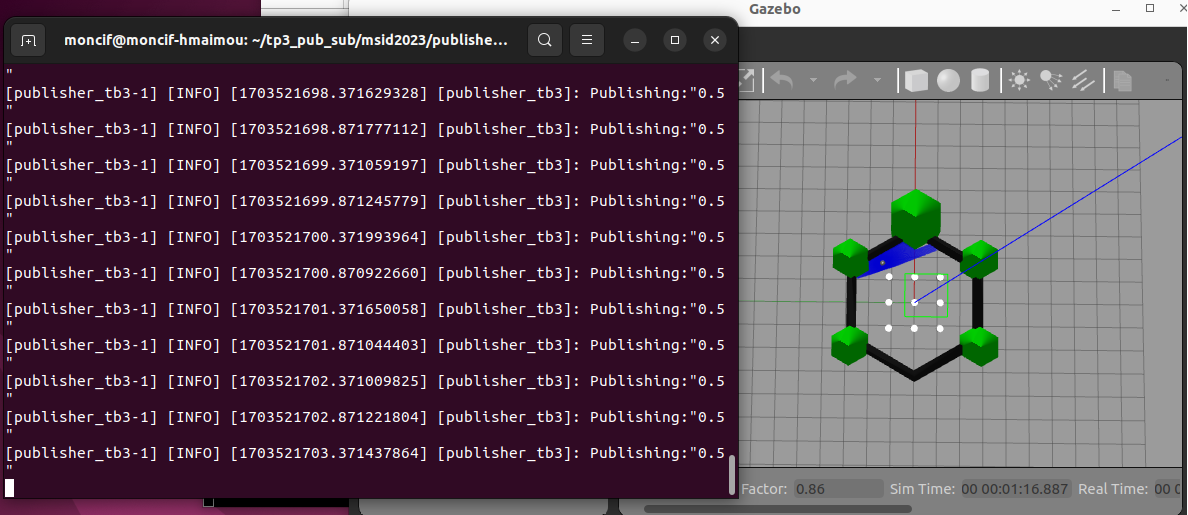 Gazebo
moncif@moncif-hmaimou: ~/tp3_pub_sub/msid2023/publishe...
"
[publisher_tb3-1] [INFO] [1703521698.371629328] [publisher_tb3]: Publishing:"0.5
"
[publisher_tb3-1] [INFO] [1703521698.871777112] [publisher_tb3]: Publishing:"0.5
"
[publisher_tb3-1] [INFO] [1703521699.371059197] [publisher_tb3]: Publishing:"0.5
"
[publisher_tb3-1] [INFO] [1703521699.871245779] [publisher_tb3]: Publishing:"0.5
"
[publisher_tb3-1] [INFO] [1703521700.371993964] [publisher_tb3]: Publishing:"0.5
"
[publisher_tb3-1] [INFO] [1703521700.870922660] [publisher_tb3]: Publishing:"0.5
"
[publisher_tb3-1] [INFO] [1703521701.371650058] [publisher_tb3]: Publishing:"0.5
"
[publisher_tb3-1] [INFO] [1703521701.871044403] [publisher_tb3]: Publishing:"0.5
"
[publisher_tb3-1] [INFO] [1703521702.371009825] [publisher_tb3]: Publishing:"0.5
"
[publisher_tb3-1] [INFO] [1703521702.871221804] [publisher_tb3]: Publishing:"0.5
"
[publisher_tb3-1] [INFO] [1703521703.371437864] [publisher_tb3]: Publishing:"0.5
"
Factor: 0.86 Sim Time: 00 00:01:16.887 Real Time: 00 0